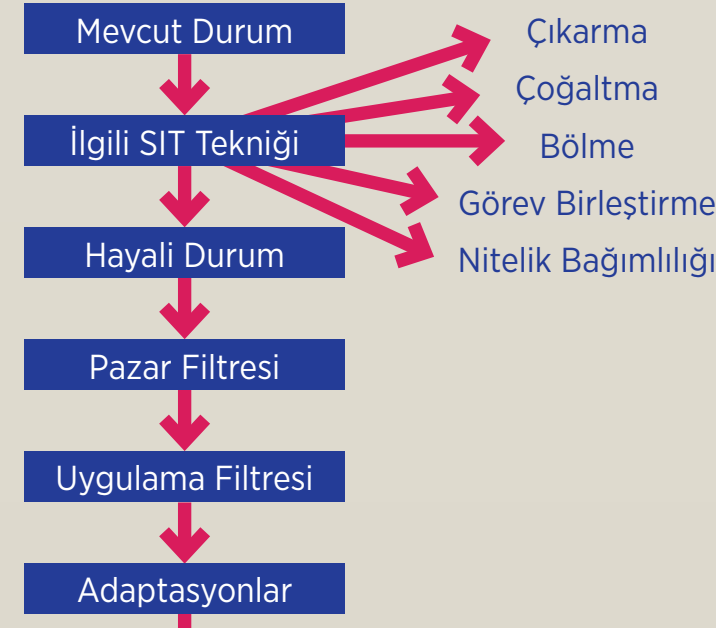 Mevcut Durum
İlgili SIT Tekniği
Hayali Durum
Pazar Filtresi
Uygulama Filtresi
Adaptasyonlar
Çıkarma
Çoğaltma
Bölme
Görev Birleştirme
Nitelik Bağımlılığı